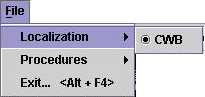 File
Localization
CWB
Procedures
Exit... <Alt + F4>